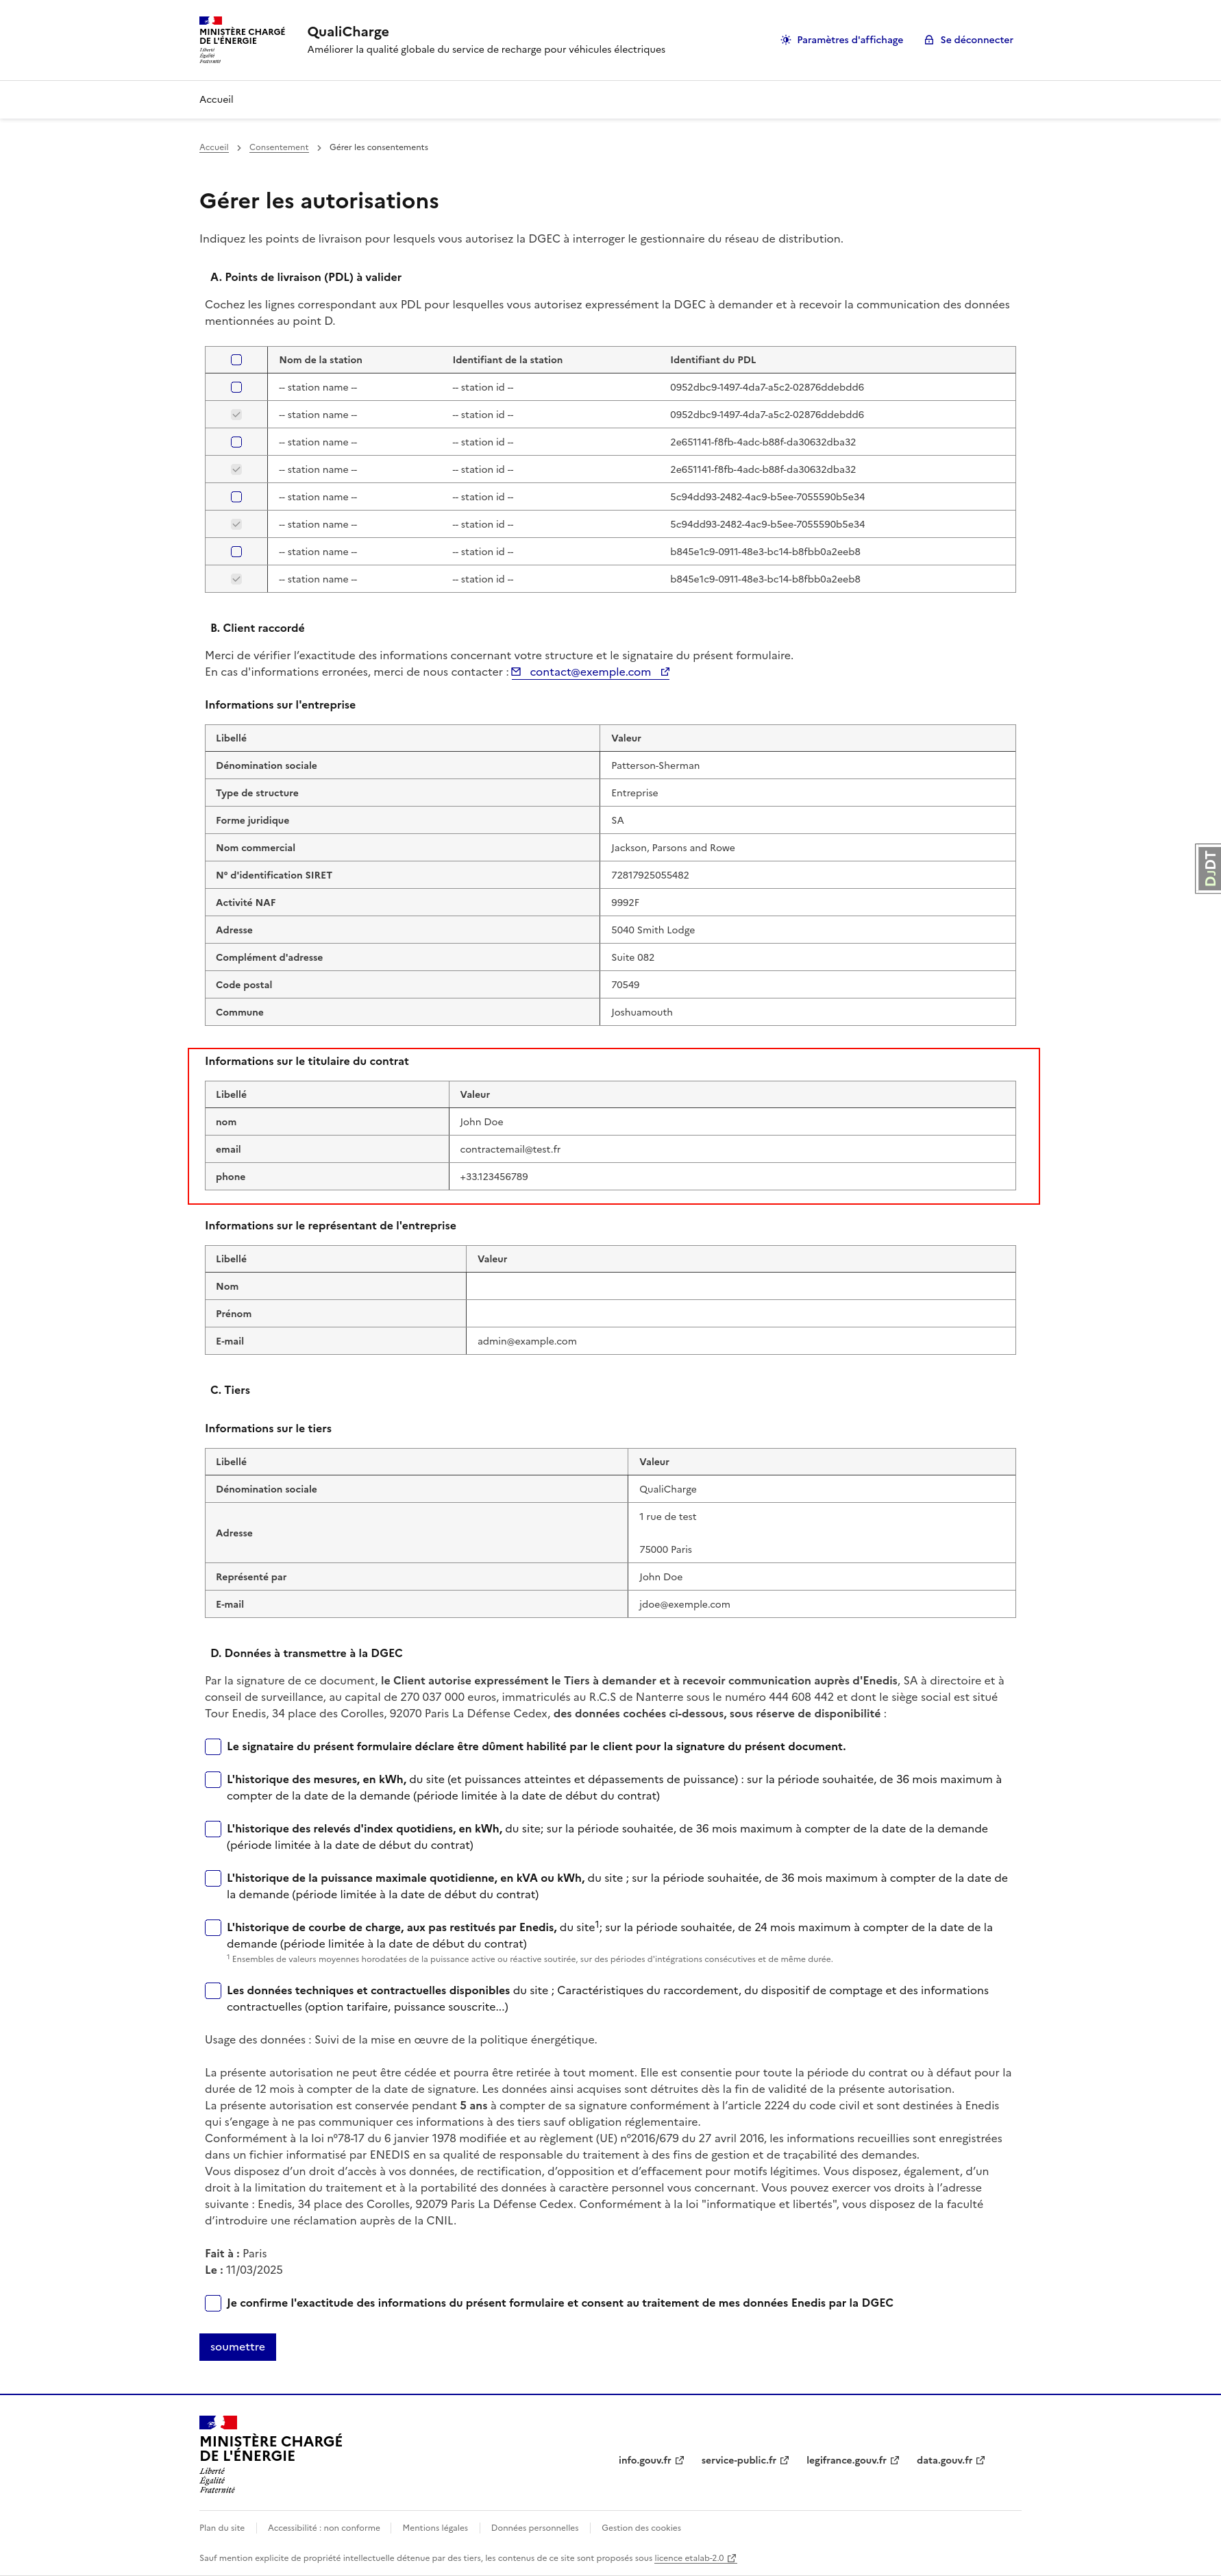 MINISTÈRE CHARGÉ
DE L'ÉNERGIE
Liberté
Égalité
Fraternité
QualiCharge
Améliorer la qualité globale du service de recharge pour véhicules électriques
Paramètres d'affichage
Se déconnecter
Accueil
Accueil > Consentement > Gérer les consentements
Gérer les autorisations
Indiquez les points de livraison pour lesquels vous autorisez la DGEC à interroger le gestionnaire du réseau de distribution.
A. Points de livraison (PDL) à valider
Cochez les lignes correspondant aux PDL pour lesquelles vous autorisez expressément la DGEC à demander et à recevoir la communication des données
mentionnées au point D.
Nom de la station Identifiant de la station Identifiant du PDL
-- station name -- -- station id -- 0952dbc9-1497-4da7-a5c2-02876ddebdd6
-- station name -- -- station id -- 0952dbc9-1497-4da7-a5c2-02876ddebdd6
-- station name -- -- station id -- 2e651141-f8fb-4adc-b88f-da30632dba32
-- station name -- -- station id -- 2e651141-f8fb-4adc-b88f-da30632dba32
-- station name -- -- station id -- 5c94dd93-2482-4ac9-b5ee-7055590b5e34
-- station name -- -- station id -- 5c94dd93-2482-4ac9-b5ee-7055590b5e34
-- station name -- -- station id -- b845e1c9-0911-48e3-bc14-b8fbb0a2eeb8
-- station name -- -- station id -- b845e1c9-0911-48e3-bc14-b8fbb0a2eeb8
B. Client raccordé
Merci de vérifier l’exactitude des informations concernant votre structure et le signataire du présent formulaire.
En cas d'informations erronées, merci de nous contacter : contact@exemple.com
Informations sur l'entreprise
Libellé Valeur
Dénomination sociale Patterson-Sherman
Type de structure Entreprise
Forme juridique SA
Nom commercial Jackson, Parsons and Rowe
N° d'identification SIRET 72817925055482
Activité NAF 9992F
Adresse 5040 Smith Lodge
Complément d'adresse Suite 082
Code postal 70549
Commune Joshuamouth
DJDT
Informations sur le titulaire du contrat
Libellé Valeur
nom John Doe
email contractemail@test.fr
phone +33.123456789
Informations sur le représentant de l'entreprise
Libellé Valeur
Nom
Prénom
E-mail admin@example.com
C. Tiers
Informations sur le tiers
Libellé Valeur
Dénomination sociale QualiCharge
Adresse 1 rue de test
75000 Paris
Représenté par John Doe
E-mail jdoe@exemple.com
D. Données à transmettre à la DGEC
Par la signature de ce document, le Client autorise expressément le Tiers à demander et à recevoir communication auprès d'Enedis, SA à directoire et à
conseil de surveillance, au capital de 270 037 000 euros, immatriculés au R.C.S de Nanterre sous le numéro 444 608 442 et dont le siège social est situé
Tour Enedis, 34 place des Corolles, 92070 Paris La Défense Cedex, des données cochées ci-dessous, sous réserve de disponibilité :
Le signataire du présent formulaire déclare être dûment habilité par le client pour la signature du présent document.
L'historique des mesures, en kWh, du site (et puissances atteintes et dépassements de puissance) : sur la période souhaitée, de 36 mois maximum à
compter de la date de la demande (période limitée à la date de début du contrat)
L'historique des relevés d'index quotidiens, en kWh, du site; sur la période souhaitée, de 36 mois maximum à compter de la date de la demande
(période limitée à la date de début du contrat)
L'historique de la puissance maximale quotidienne, en kVA ou kWh, du site ; sur la période souhaitée, de 36 mois maximum à compter de la date de
la demande (période limitée à la date de début du contrat)
L'historique de courbe de charge, aux pas restitués par Enedis, du site1; sur la période souhaitée, de 24 mois maximum à compter de la date de la
demande (période limitée à la date de début du contrat)
1 Ensembles de valeurs moyennes horodatées de la puissance active ou réactive soutirée, sur des périodes d'intégrations consécutives et de même durée.
Les données techniques et contractuelles disponibles du site ; Caractéristiques du raccordement, du dispositif de comptage et des informations
contractuelles (option tarifaire, puissance souscrite...)
Usage des données : Suivi de la mise en œuvre de la politique énergétique.
La présente autorisation ne peut être cédée et pourra être retirée à tout moment. Elle est consentie pour toute la période du contrat ou à défaut pour la
durée de 12 mois à compter de la date de signature. Les données ainsi acquises sont détruites dès la fin de validité de la présente autorisation.
La présente autorisation est conservée pendant 5 ans à compter de sa signature conformément à l’article 2224 du code civil et sont destinées à Enedis
qui s’engage à ne pas communiquer ces informations à des tiers sauf obligation réglementaire.
Conformément à la loi n°78-17 du 6 janvier 1978 modifiée et au règlement (UE) n°2016/679 du 27 avril 2016, les informations recueillies sont enregistrées
dans un fichier informatisé par ENEDIS en sa qualité de responsable du traitement à des fins de gestion et de traçabilité des demandes.
Vous disposez d’un droit d’accès à vos données, de rectification, d’opposition et d’effacement pour motifs légitimes. Vous disposez, également, d’un
droit à la limitation du traitement et à la portabilité des données à caractère personnel vous concernant. Vous pouvez exercer vos droits à l’adresse
suivante : Enedis, 34 place des Corolles, 92079 Paris La Défense Cedex. Conformément à la loi "informatique et libertés", vous disposez de la faculté
d’introduire une réclamation auprès de la CNIL.
Fait à : Paris
Le : 11/03/2025
Je confirme l'exactitude des informations du présent formulaire et consent au traitement de mes données Enedis par la DGEC
soumettre
MINISTÈRE CHARGÉ
DE L'ÉNERGIE
Liberté
Égalité
Fraternité
info.gouv.fr service-public.fr legifrance.gouv.fr data.gouv.fr
Plan du site Accessibilité : non conforme Mentions légales Données personnelles Gestion des cookies
Sauf mention explicite de propriété intellectuelle détenue par des tiers, les contenus de ce site sont proposés sous licence etalab-2.0